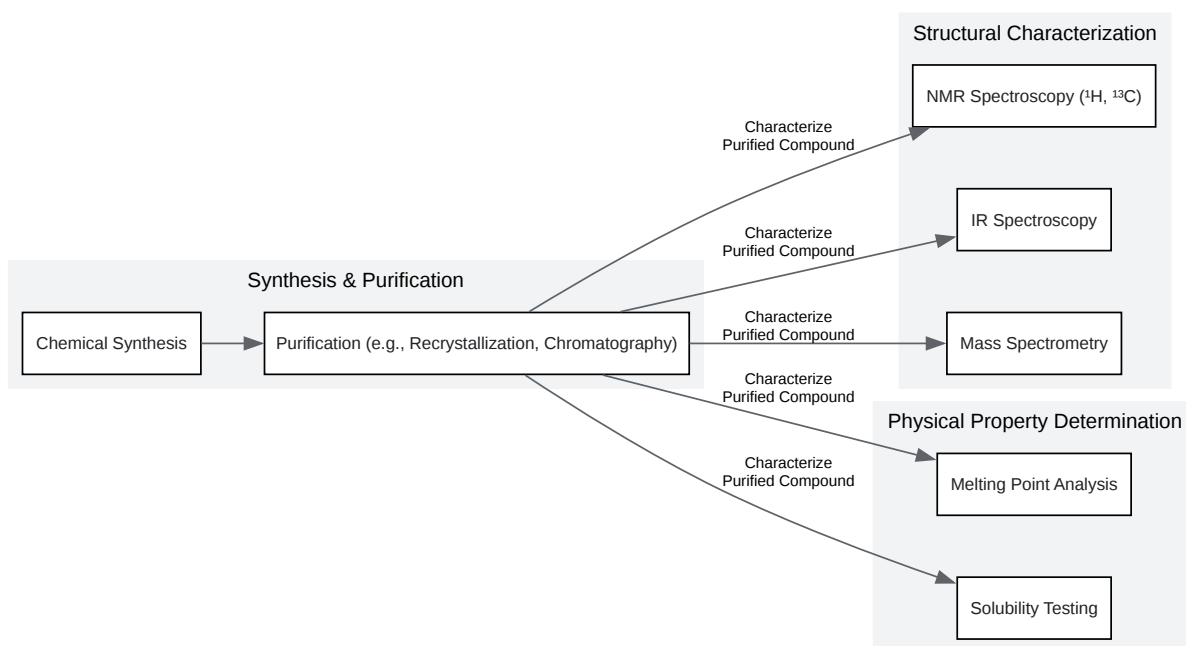 Structural Characterization
NMR Spectroscopy (¹H, ¹³C)
Characterize
Purified Compound
IR Spectroscopy
Characterize
Purified Compound
Synthesis & Purification
Chemical Synthesis
Purification (e.g., Recrystallization, Chromatography)
Characterize
Purified Compound
Mass Spectrometry
Characterize
Purified Compound
Physical Property Determination
Melting Point Analysis
Characterize
Purified Compound
Solubility Testing